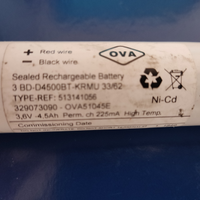 + Red wire
OVA
- Black wire
Sealed Rechargeable Battery
3 BD-D4500BT-KRMU 33/62
TYPE-REF: 513141056
Ni-Cd
329073090 - OVA51045E
3,6V -4,5Ah Perm. ch 225mA High Temp.
Commissioning Date